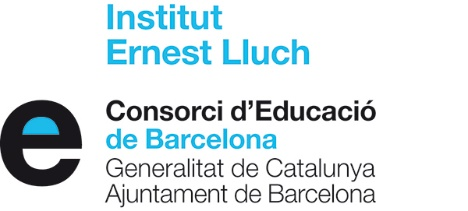 Institut
Ernest Lluch
Consorci d'Educació
de Barcelona
Generalitat de Catalunya
Ajuntament de Barcelona